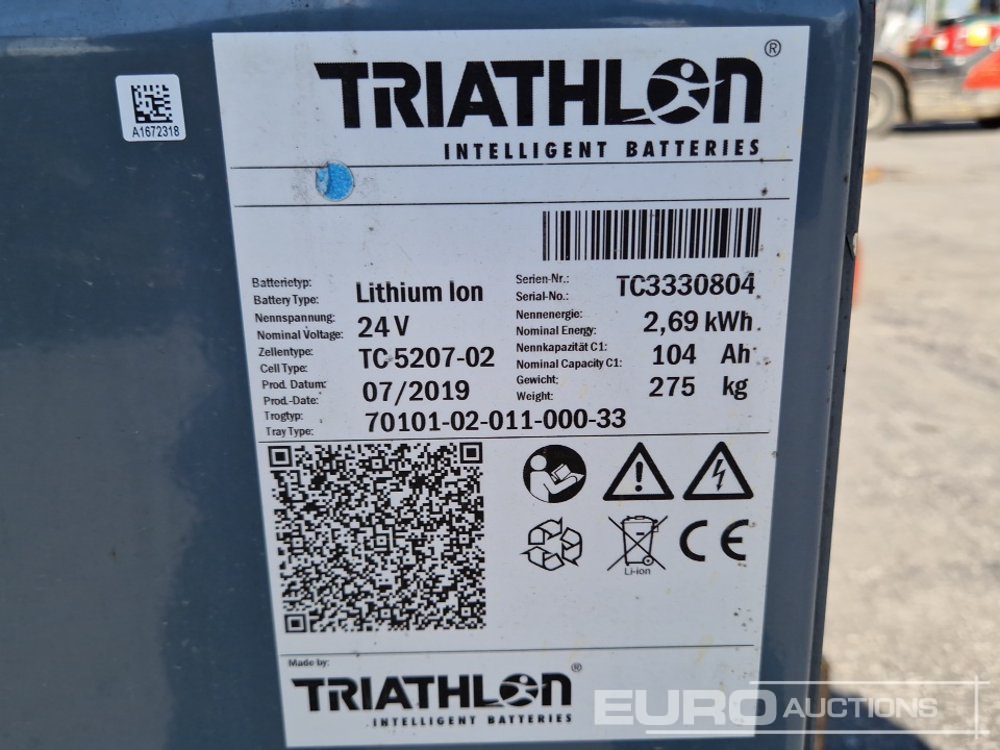 TRIATHLON®
INTELLIGENT BATTERIES
A1672318
Batterietyp:
Battery Type: Lithium Ion
Nennspannung:
Nominal Voltage: 24 V
Zellentype:
Cell Type: TC 5207-02
Prod. Datum:
Prod.-Date: 07/2019
Trogtyp:
Tray Type: 70101-02-011-000-33
Serien-Nr.:
Serial-No.: TC3330804
Nennenergie:
Nominal Energy: 2,69 kWh
Nennkapazität C1:
Nominal Capacity C1: 104 Ah
Gewicht:
Weight: 275 kg
Li-ion
CE
Made by:
TRIATHLON®
INTELLIGENT BATTERIES
EURO AUCTIONS